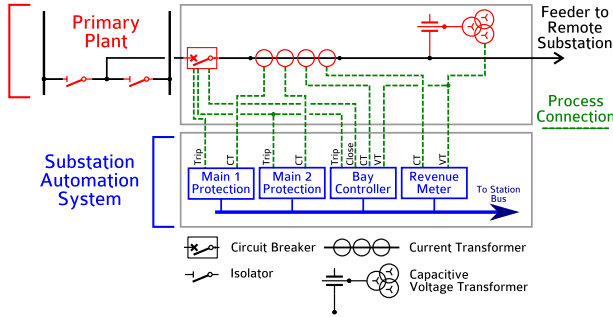 Primary
Plant
Feeder to
Remote
Substation
Process
Connection
Substation
Automation
System
Trip
CT
Trip
CT
Trip
Close
CT
VT
CT
VT
Main 1
Protection
Main 2
Protection
Bay
Controller
Revenue
Meter
To Station
Bus
Circuit Breaker
Current Transformer
Isolator
Capacitive
Voltage Transformer